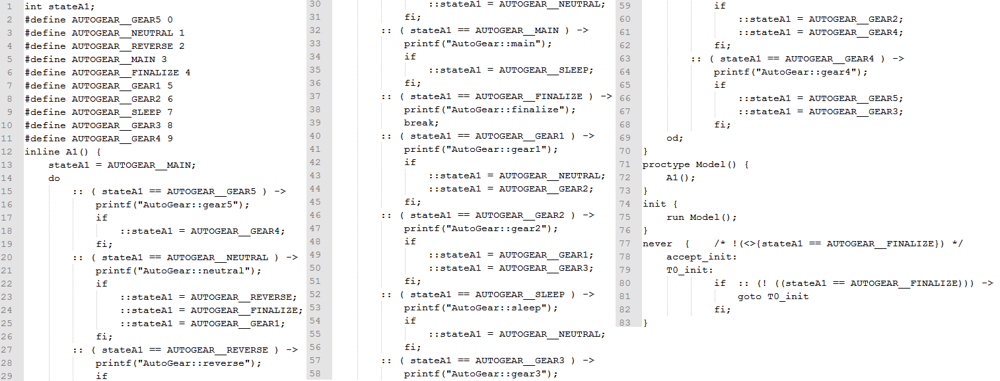 1 int stateA1;
2 #define AUTOGEAR__GEAR5 0
3 #define AUTOGEAR__NEUTRAL 1
4 #define AUTOGEAR__REVERSE 2
5 #define AUTOGEAR__MAIN 3
6 #define AUTOGEAR__FINALIZE 4
7 #define AUTOGEAR__GEAR1 5
8 #define AUTOGEAR__GEAR2 6
9 #define AUTOGEAR__SLEEP 7
10 #define AUTOGEAR__GEAR3 8
11 #define AUTOGEAR__GEAR4 9
12 inline A1() {
13 stateA1 = AUTOGEAR__MAIN;
14 do
15 :: ( stateA1 == AUTOGEAR__GEAR5 ) ->
16 printf("AutoGear::gear5");
17 if
18 ::stateA1 = AUTOGEAR__GEAR4;
19 fi;
20 :: ( stateA1 == AUTOGEAR__NEUTRAL ) ->
21 printf("AutoGear::neutral");
22 if
23 ::stateA1 = AUTOGEAR__REVERSE;
24 ::stateA1 = AUTOGEAR__FINALIZE;
25 ::stateA1 = AUTOGEAR__GEAR1;
26 fi;
27 :: ( stateA1 == AUTOGEAR__REVERSE ) ->
28 printf("AutoGear::reverse");
29 if
30 ::stateA1 = AUTOGEAR__NEUTRAL;
31 fi;
32 :: ( stateA1 == AUTOGEAR__MAIN ) ->
33 printf("AutoGear::main");
34 if
35 ::stateA1 = AUTOGEAR__SLEEP;
36 fi;
37 :: ( stateA1 == AUTOGEAR__FINALIZE ) ->
38 printf("AutoGear::finalize");
39 break;
40 :: ( stateA1 == AUTOGEAR__GEAR1 ) ->
41 printf("AutoGear::gear1");
42 if
43 ::stateA1 = AUTOGEAR__NEUTRAL;
44 ::stateA1 = AUTOGEAR__GEAR2;
45 fi;
46 :: ( stateA1 == AUTOGEAR__GEAR2 ) ->
47 printf("AutoGear::gear2");
48 if
49 ::stateA1 = AUTOGEAR__GEAR1;
50 ::stateA1 = AUTOGEAR__GEAR3;
51 fi;
52 :: ( stateA1 == AUTOGEAR__SLEEP ) ->
53 printf("AutoGear::sleep");
54 if
55 ::stateA1 = AUTOGEAR__NEUTRAL;
56 fi;
57 :: ( stateA1 == AUTOGEAR__GEAR3 ) ->
58 printf("AutoGear::gear3");
59 if
60 ::stateA1 = AUTOGEAR__GEAR2;
61 ::stateA1 = AUTOGEAR__GEAR4;
62 fi;
63 :: ( stateA1 == AUTOGEAR__GEAR4 ) ->
64 printf("AutoGear::gear4");
65 if
66 ::stateA1 = AUTOGEAR__GEAR5;
67 ::stateA1 = AUTOGEAR__GEAR3;
68 fi;
69 od;
70 }
71 proctype Model() {
72 A1();
73 }
74 init {
75 run Model();
76 }
77 never { /* !(<>{stateA1 == AUTOGEAR__FINALIZE}) */
78 accept_init:
79 T0_init:
80 if :: (! ((stateA1 == AUTOGEAR__FINALIZE))) ->
81 goto T0_init
82 fi;
83 }